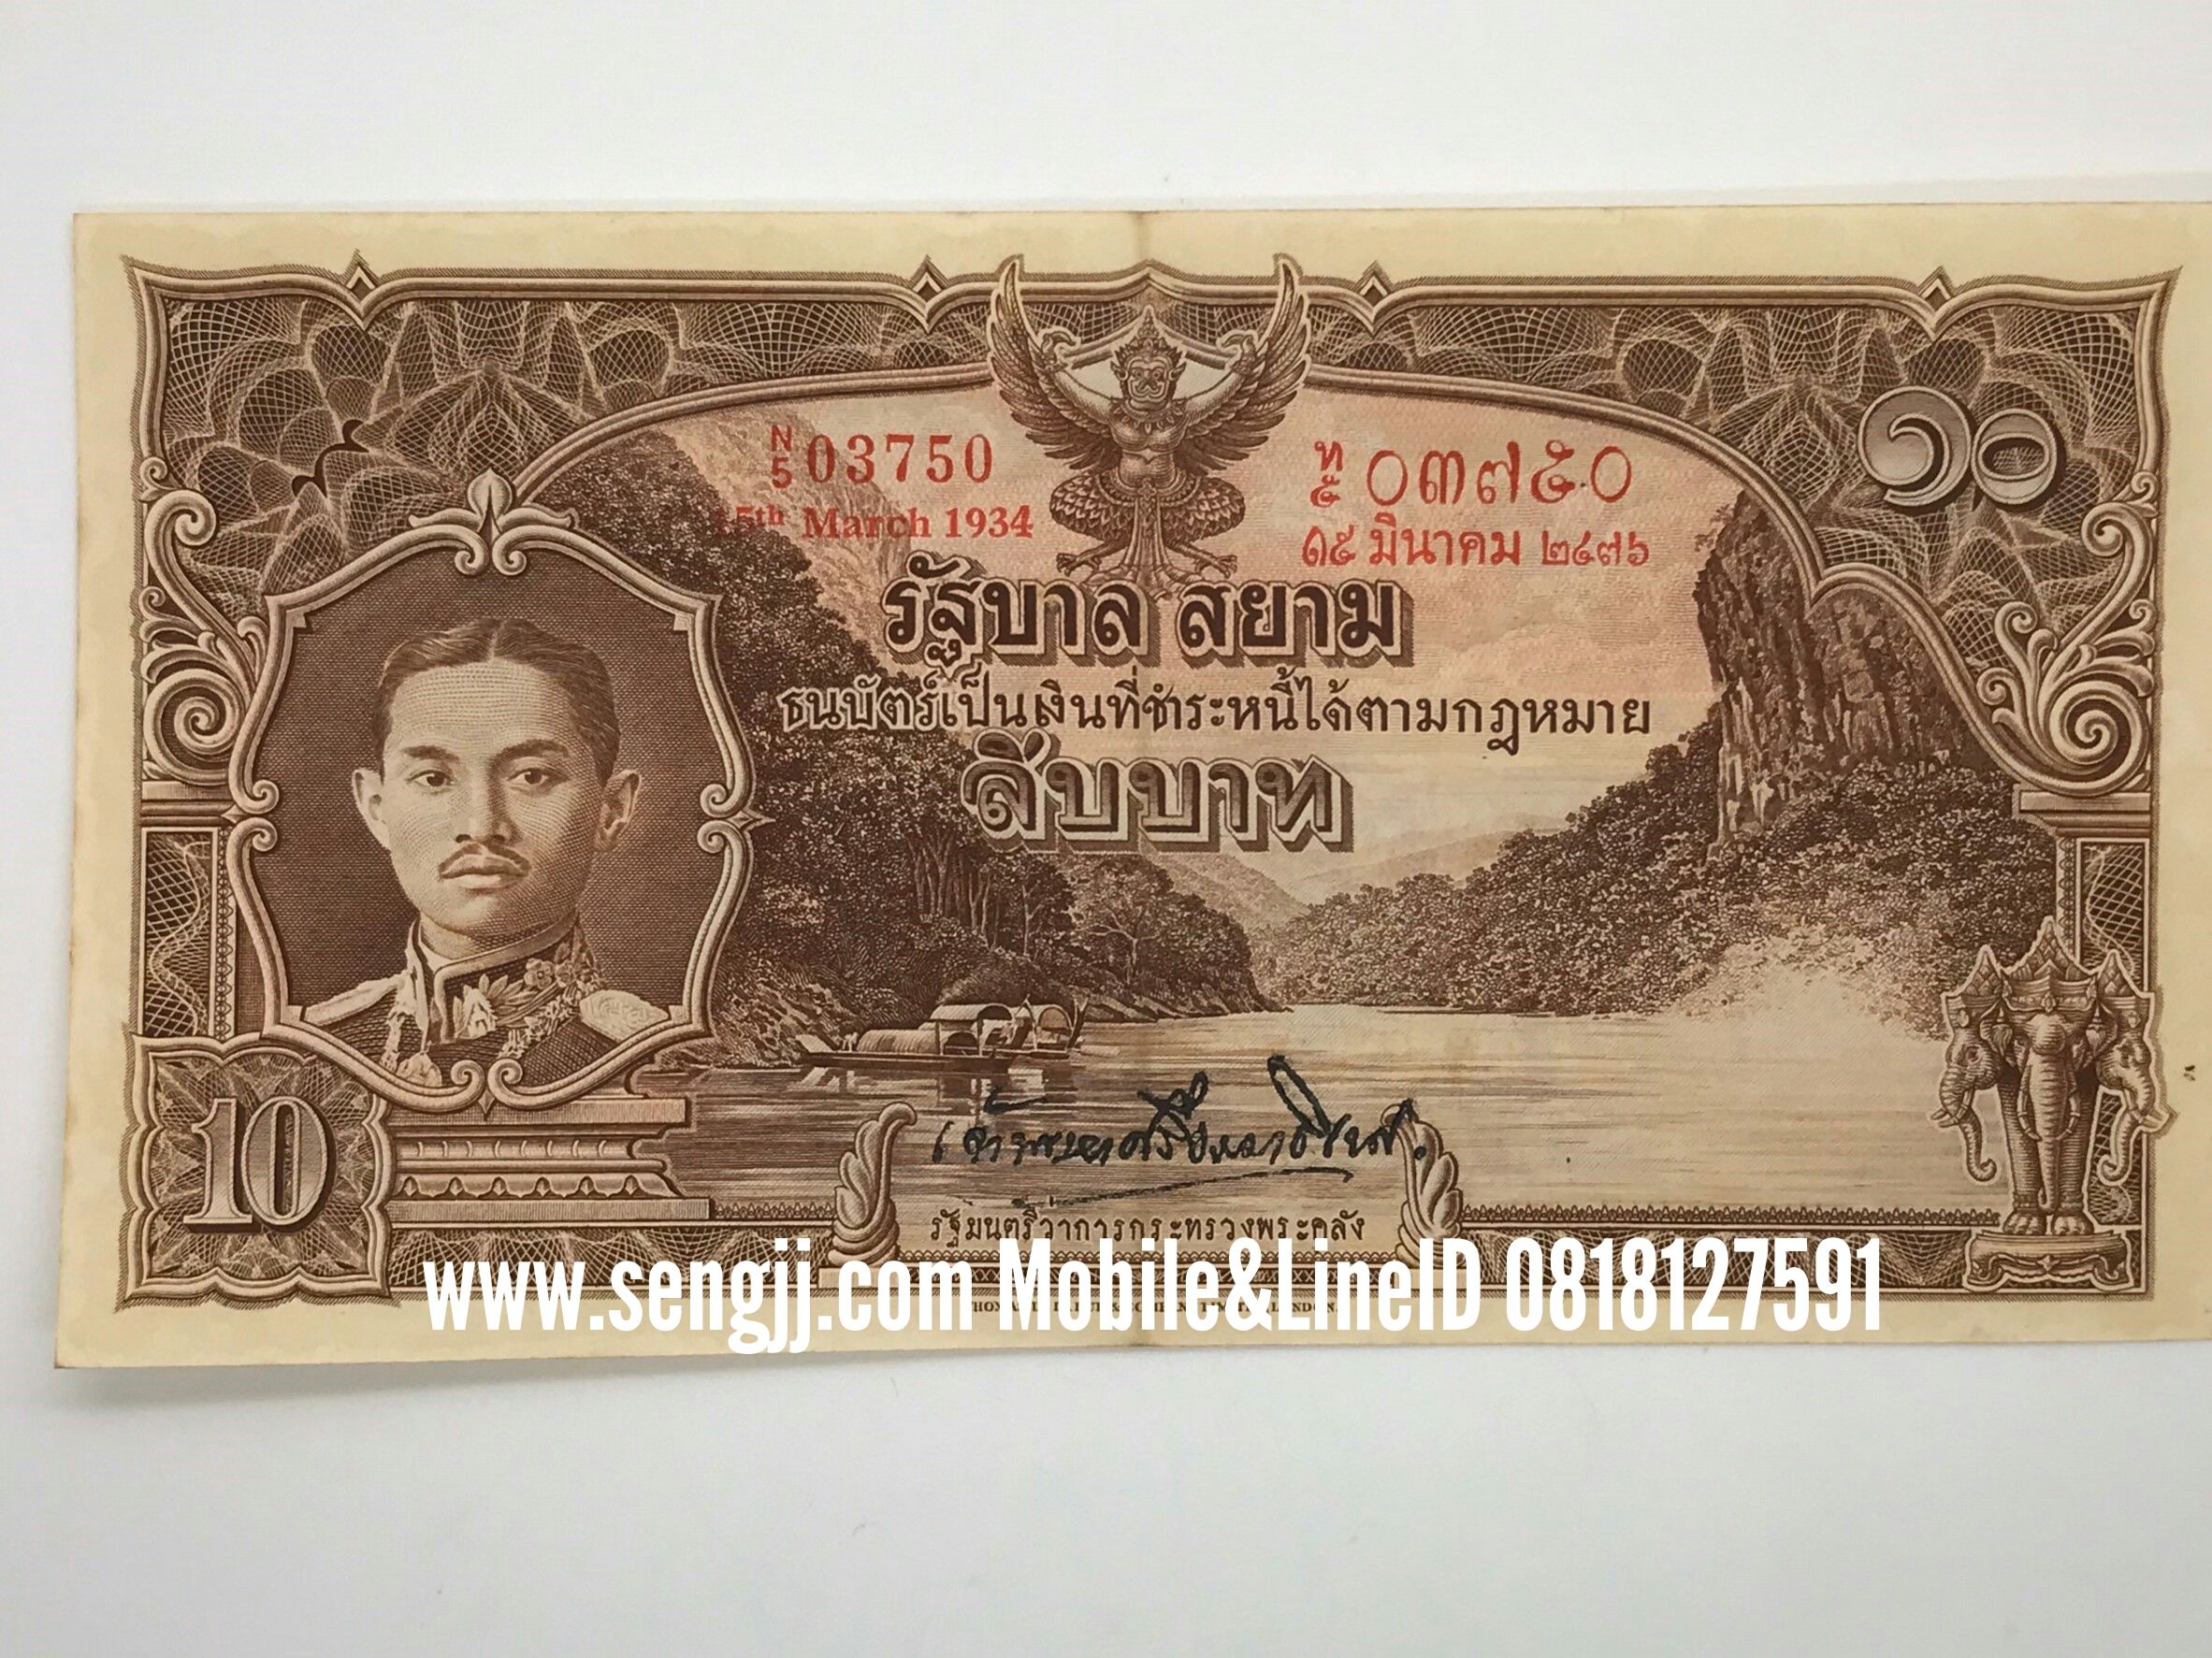 N/5 03750
15th March 1934
ท/๕ ๐๓๗๕๐
๑๕ มีนาคม ๒๔๗๖
๑๐
รัฐบาล สยาม
ธนบัตร์เป็นเงินที่ชำระหนี้ได้ตามกฎหมาย
สิบบาท
10
รัฐมนตรีว่าการกระทรวงพระคลัง
www.sengjj.com Mobile&LineID 0818127591